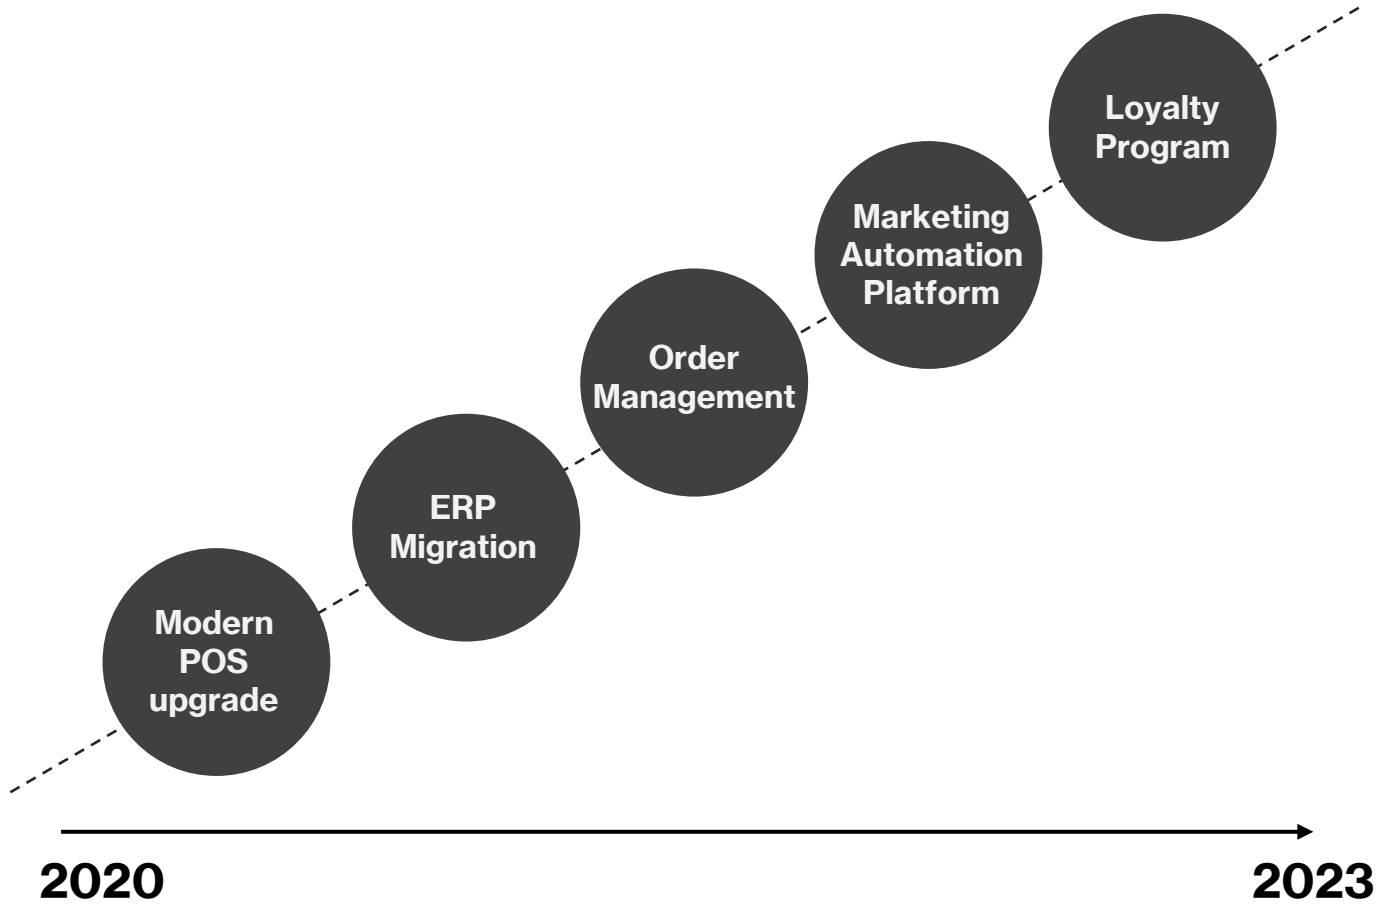 Loyalty
Program
Marketing
Automation
Platform
Order
Management
ERP
Migration
Modern
POS
upgrade
2020
2023